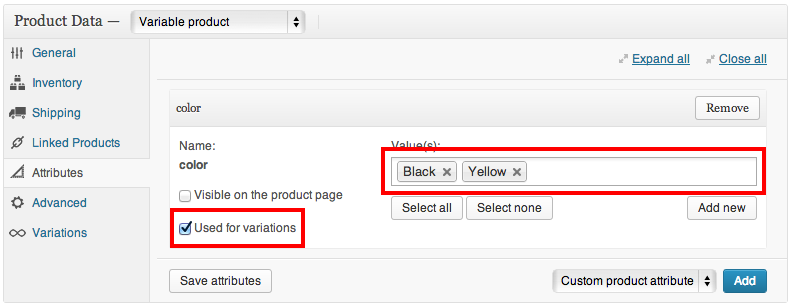 Product Data — Variable product
General
Inventory
Shipping
Linked Products
Attributes
Advanced
Variations
Expand all Close all
color Remove
Name:
color
Visible on the product page
Used for variations
Value(s):
Black Yellow
Select all Select none Add new
Save attributes Custom product attribute Add